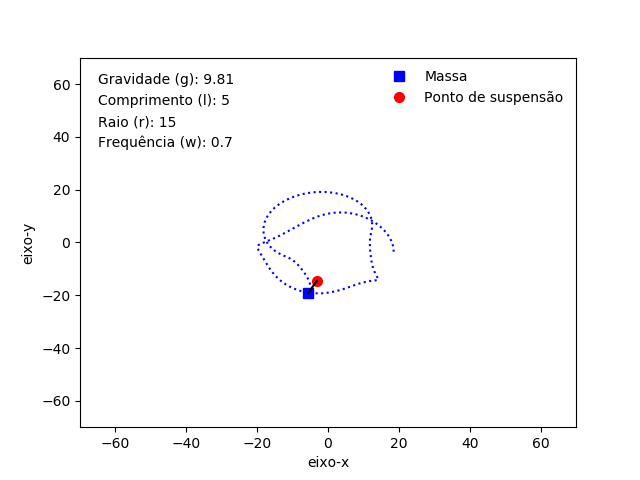 Gravidade (g): 9.81
Comprimento (l): 5
Raio (r): 15
Frequência (w): 0.7
Massa
Ponto de suspensão
60
40
20
0
−20
−40
−60
eixo-y
−60 −40 −20 0 20 40 60
eixo-x